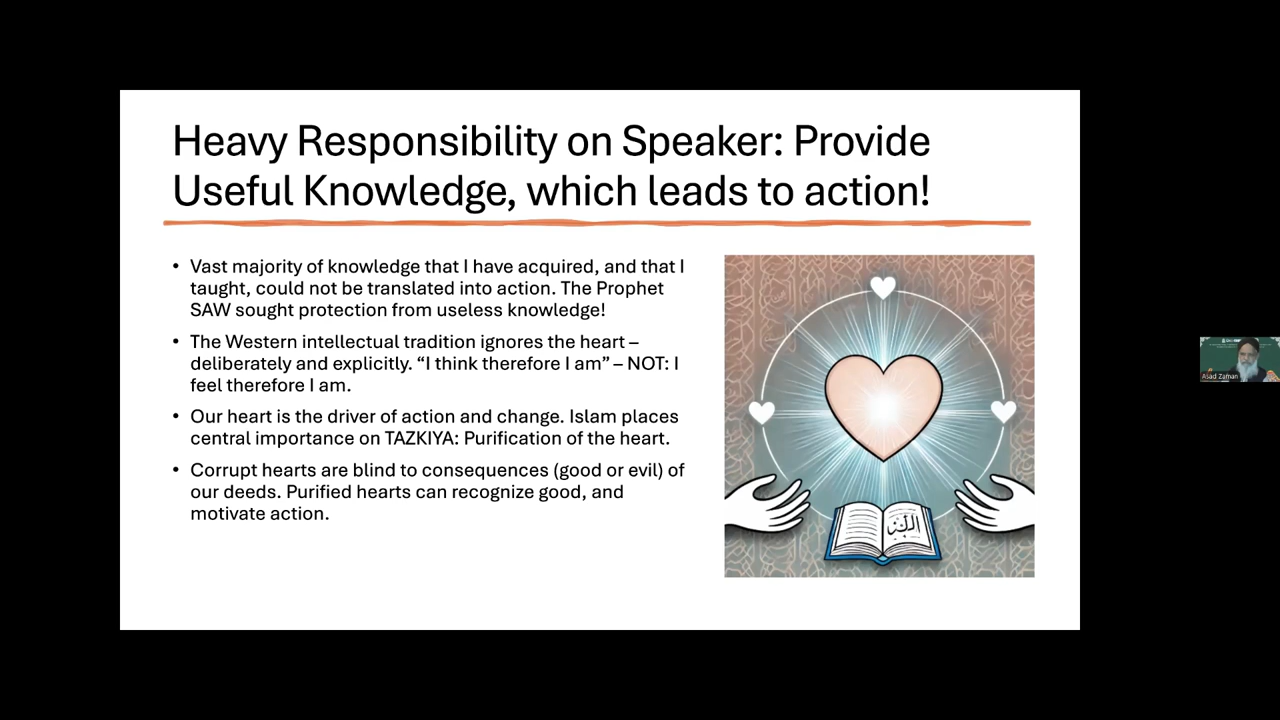 Heavy Responsibility on Speaker: Provide
Useful Knowledge, which leads to action!
• Vast majority of knowledge that I have acquired, and that I
taught, could not be translated into action. The Prophet
SAW sought protection from useless knowledge!
• The Western intellectual tradition ignores the heart –
deliberately and explicitly. “I think therefore I am” – NOT: I
feel therefore I am.
• Our heart is the driver of action and change. Islam places
central importance on TAZKIYA: Purification of the heart.
• Corrupt hearts are blind to consequences (good or evil) of
our deeds. Purified hearts can recognize good, and
motivate action.
Asad Zaman